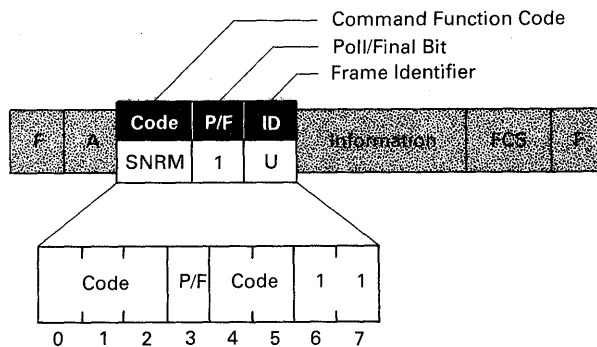 Command Function Code
Poll/Final Bit
Frame Identifier
F A Code P/F ID Information FCS F
SNRM 1 U
Code P/F Code 1 1
0 1 2 3 4 5 6 7